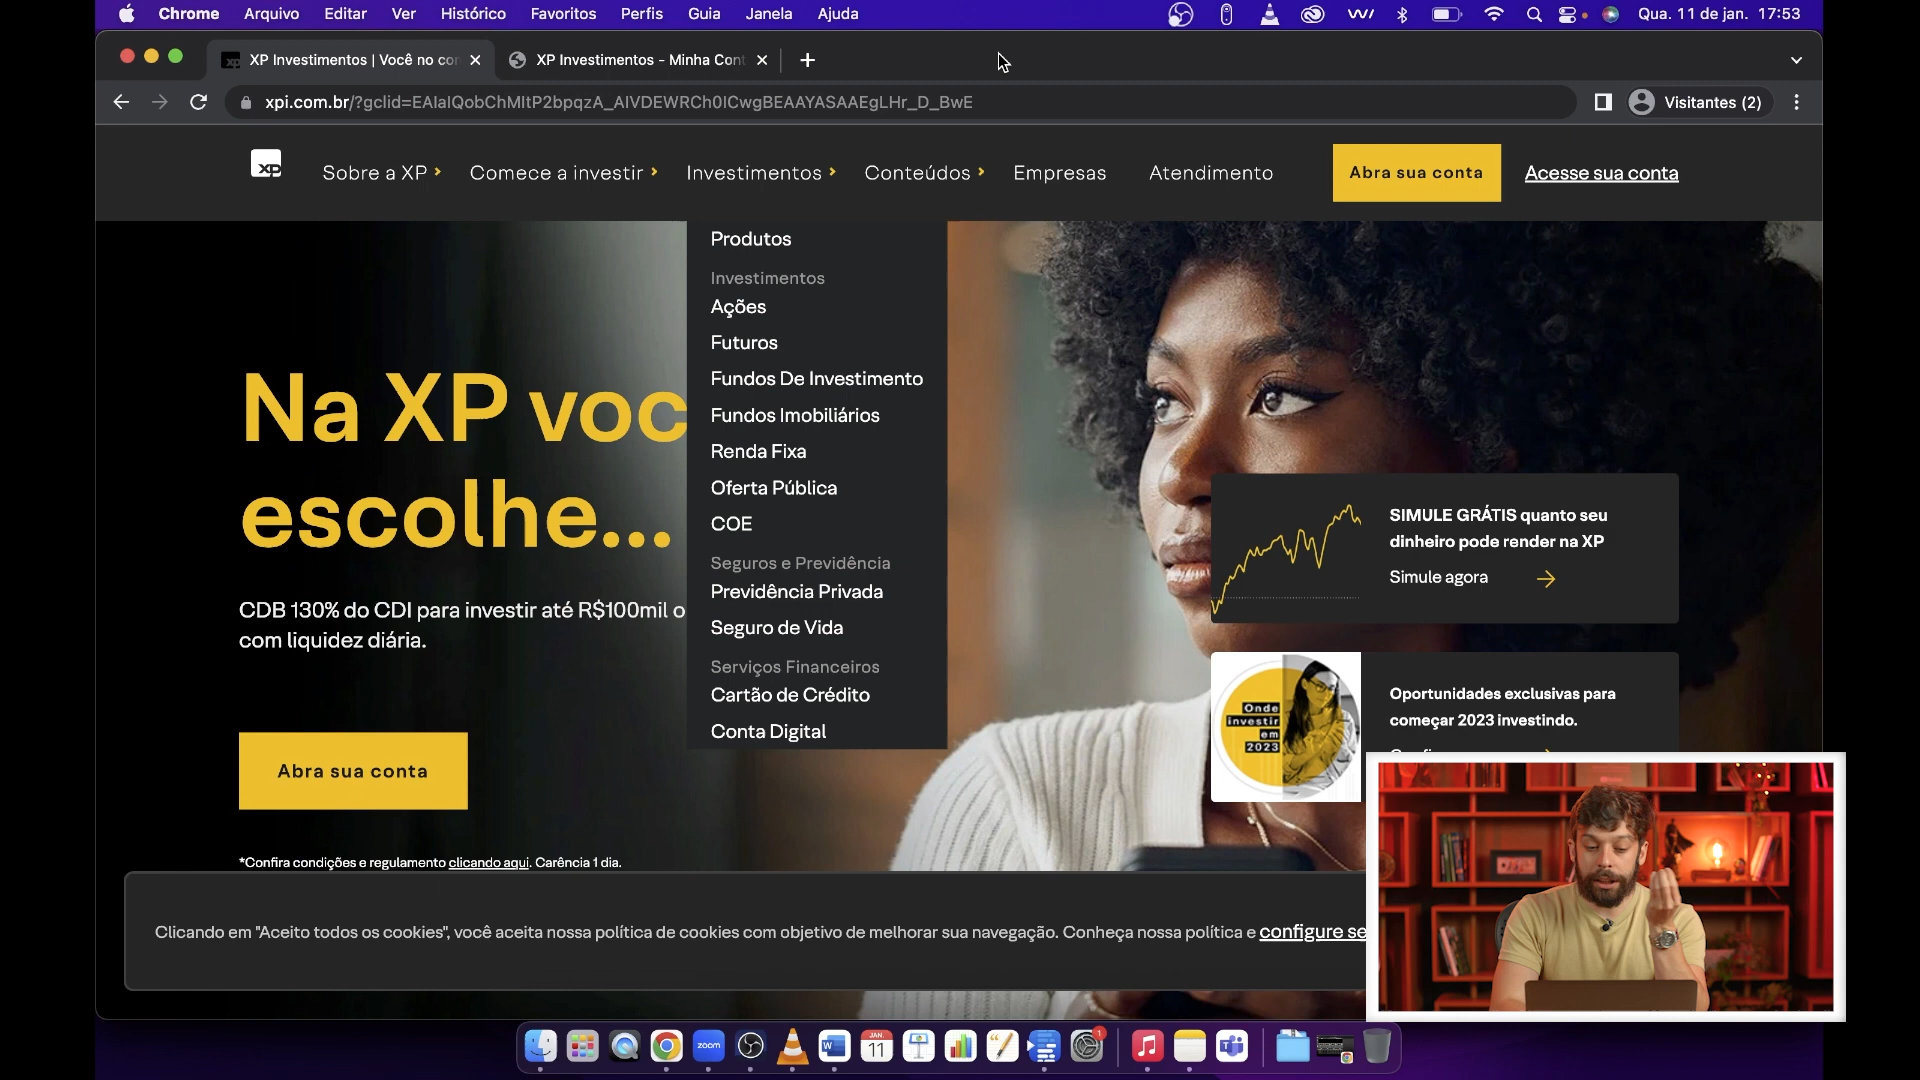 Chrome Arquivo Editar Ver Histórico Favoritos Perfis Guia Janela Ajuda
Qua. 11 de jan. 17:53
XP Investimentos | Você no con
XP Investimentos - Minha Cont
xpi.com.br/?gclid=EAIaIQobChMItP2bpqzA_AIVDEWRCh0ICwgBEAAYASAAEgLHr_D_BwE
Visitantes (2)
XP
Sobre a XP
Comece a investir
Investimentos
Conteúdos
Empresas
Atendimento
Abra sua conta
Acesse sua conta
Produtos
Investimentos
Ações
Futuros
Fundos De Investimento
Fundos Imobiliários
Renda Fixa
Oferta Pública
COE
Seguros e Previdência
Previdência Privada
Seguro de Vida
Serviços Financeiros
Cartão de Crédito
Conta Digital
Na XP voc
escolhe...
CDB 130% do CDI para investir até R$100mil o
com liquidez diária.
Abra sua conta
*Confira condições e regulamento clicando aqui. Carência 1 dia.
SIMULE GRÁTIS quanto seu
dinheiro pode render na XP
Simule agora
Onde
investir
em
2023
Oportunidades exclusivas para
começar 2023 investindo.
Clicando em "Aceito todos os cookies", você aceita nossa política de cookies com objetivo de melhorar sua navegação. Conheça nossa política e configure se
zoom
W
JAN.
11
1